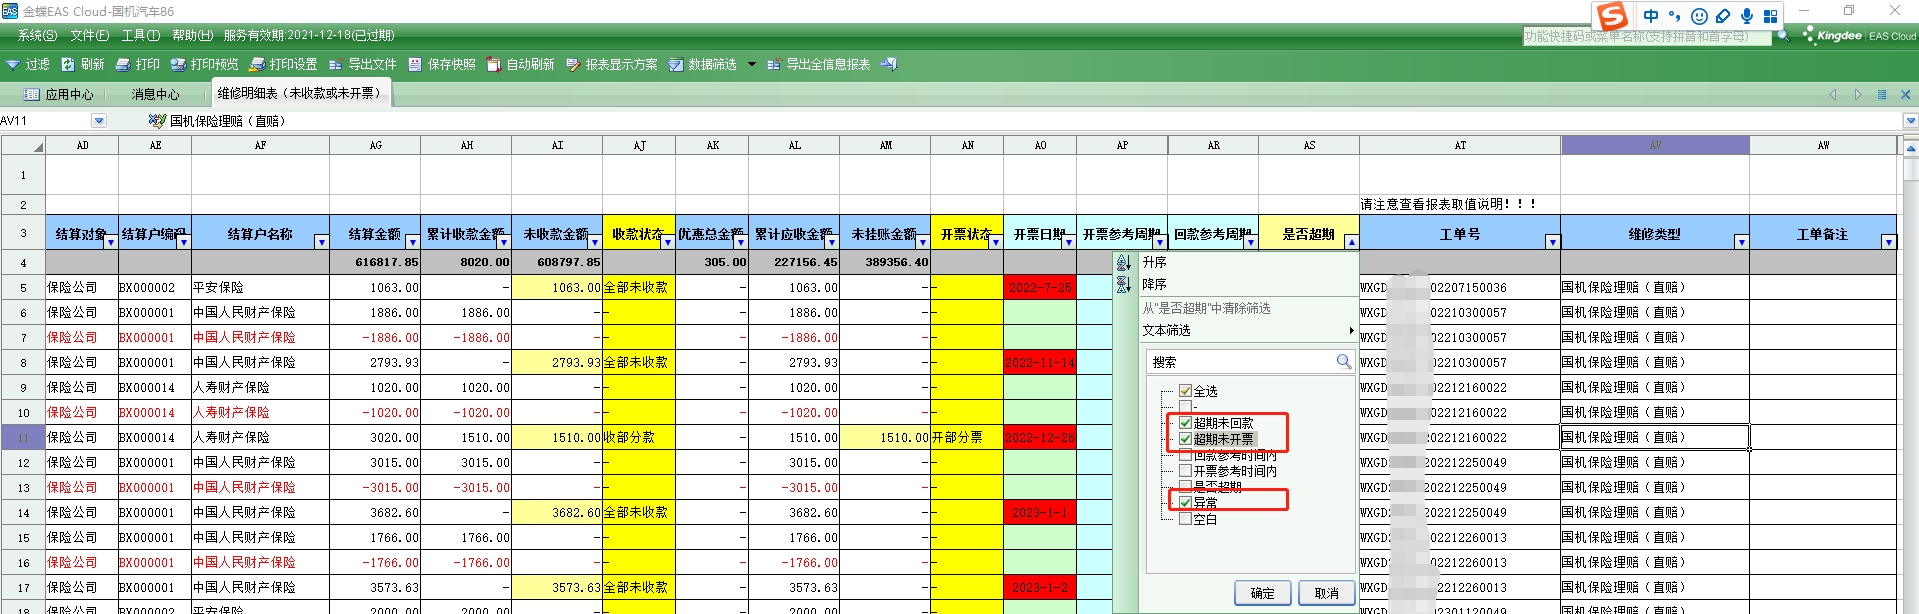 金蝶EAS Cloud-国机汽车86
中
系统(S) 文件(F) 工具(T) 帮助(H) 服务有效期:2021-12-18(已过期)
功能快捷码或菜单名称(支持拼音和首字母)
Kingdee EAS Cloud
过滤 刷新 打印 打印预览 打印设置 导出文件 保存快照 自动刷新 报表显示方案 数据筛选 导出全信息报表
应用中心 消息中心 维修明细表（未收款或未开票）
AV11 国机保险理赔（直赔）
AD AE AF AG AH AI AJ AK AL AM AN AO AP AR AS AT AV AW
1
2 请注意查看报表取值说明！！！
3 结算对象 结算户编码 结算户名称 结算金额 累计收款金额 未收款金额 收款状态 优惠总金额 累计应收金额 未挂账金额 开票状态 开票日期 开票参考周期 回款参考周期 是否超期 工单号 维修类型 工单备注
4 616817.85 8020.00 608797.85 305.00 227156.45 389356.40
5 保险公司 BX000002 平安保险 1063.00 - 1063.00 全部未收款 - 1063.00 - 2022-7-25 WXGD 02207150036 国机保险理赔（直赔）
6 保险公司 BX000001 中国人民财产保险 1886.00 1886.00 - - - 1886.00 - - WXGD 02210300057 国机保险理赔（直赔）
7 保险公司 BX000001 中国人民财产保险 -1886.00 -1886.00 - - - -1886.00 - - WXGD 02210300057 国机保险理赔（直赔）
8 保险公司 BX000001 中国人民财产保险 2793.93 - 2793.93 全部未收款 - 2793.93 - 2022-11-14 WXGD 02210300057 国机保险理赔（直赔）
9 保险公司 BX000014 人寿财产保险 1020.00 1020.00 - - - 1020.00 - - WXGD 02212160022 国机保险理赔（直赔）
10 保险公司 BX000014 人寿财产保险 -1020.00 -1020.00 - - - -1020.00 - - WXGD 02212160022 国机保险理赔（直赔）
11 保险公司 BX000014 人寿财产保险 3020.00 1510.00 1510.00 收部分款 - 1510.00 1510.00 开部分票 2022-12-26 WXGD 202212160022 国机保险理赔（直赔）
12 保险公司 BX000001 中国人民财产保险 3015.00 3015.00 - - - 3015.00 - - WXGD 202212250049 国机保险理赔（直赔）
13 保险公司 BX000001 中国人民财产保险 -3015.00 -3015.00 - - - -3015.00 - - WXGD 202212250049 国机保险理赔（直赔）
14 保险公司 BX000001 中国人民财产保险 3682.60 - 3682.60 全部未收款 - 3682.60 - 2023-1-1 WXGD 202212250049 国机保险理赔（直赔）
15 保险公司 BX000001 中国人民财产保险 1766.00 1766.00 - - - 1766.00 - - WXGD 02212260013 国机保险理赔（直赔）
16 保险公司 BX000001 中国人民财产保险 -1766.00 -1766.00 - - - -1766.00 - - WXGD 02212260013 国机保险理赔（直赔）
17 保险公司 BX000001 中国人民财产保险 3573.63 - 3573.63 全部未收款 - 3573.63 - 2023-1-2 WXGD 02212260013 国机保险理赔（直赔）
18 保险公司 BX000002 平安保险 2000.00 2000.00 - - - 2000.00 - - WXGD 02301120049 国机保险理赔（直赔）
升序
降序
从"是否超期"中清除筛选
文本筛选
搜索
全选
-
超期未回款
超期未开票
回款参考时间内
开票参考时间内
是否超期
异常
空白
确定 取消